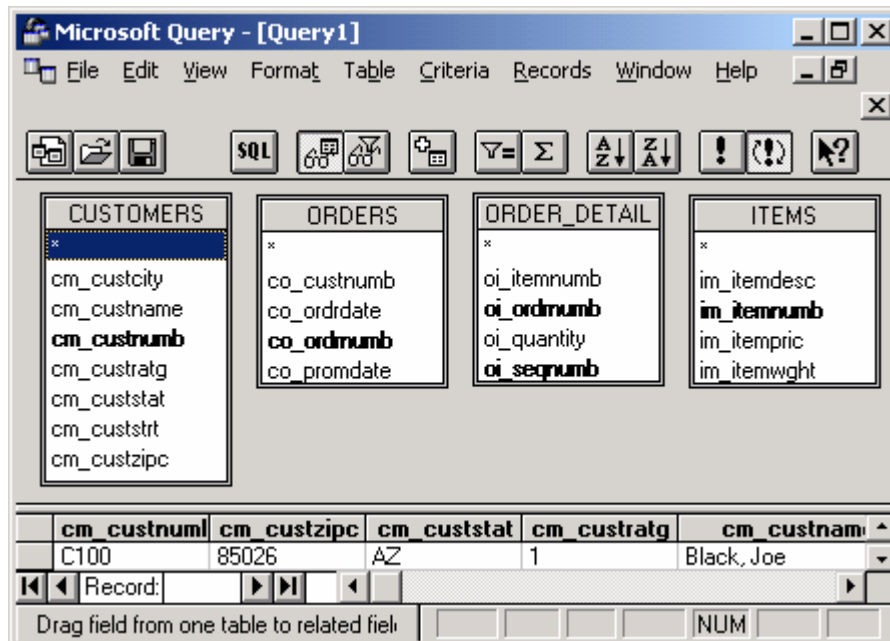 Microsoft Query - [Query1]
File Edit View Format Table Criteria Records Window Help
SQL A Z Z A ! (!) ?
CUSTOMERS ORDERS ORDER_DETAIL ITEMS
* * * *
cm_custcity co_custnumb oi_itemnumb im_itemdesc
cm_custname co_ordrdate oi_ordrnumb im_itemnumb
cm_custnumb co_ordrnumb oi_quantity im_itempric
cm_custratg co_promdate oi_seqnumb im_itemwght
cm_custstat
cm_custstrt
cm_custzipc
cm_custnuml cm_custzipc cm_custstat cm_custratg cm_custnam
C100 85026 AZ 1 Black, Joe
Record:
Drag field from one table to related fiel
NUM